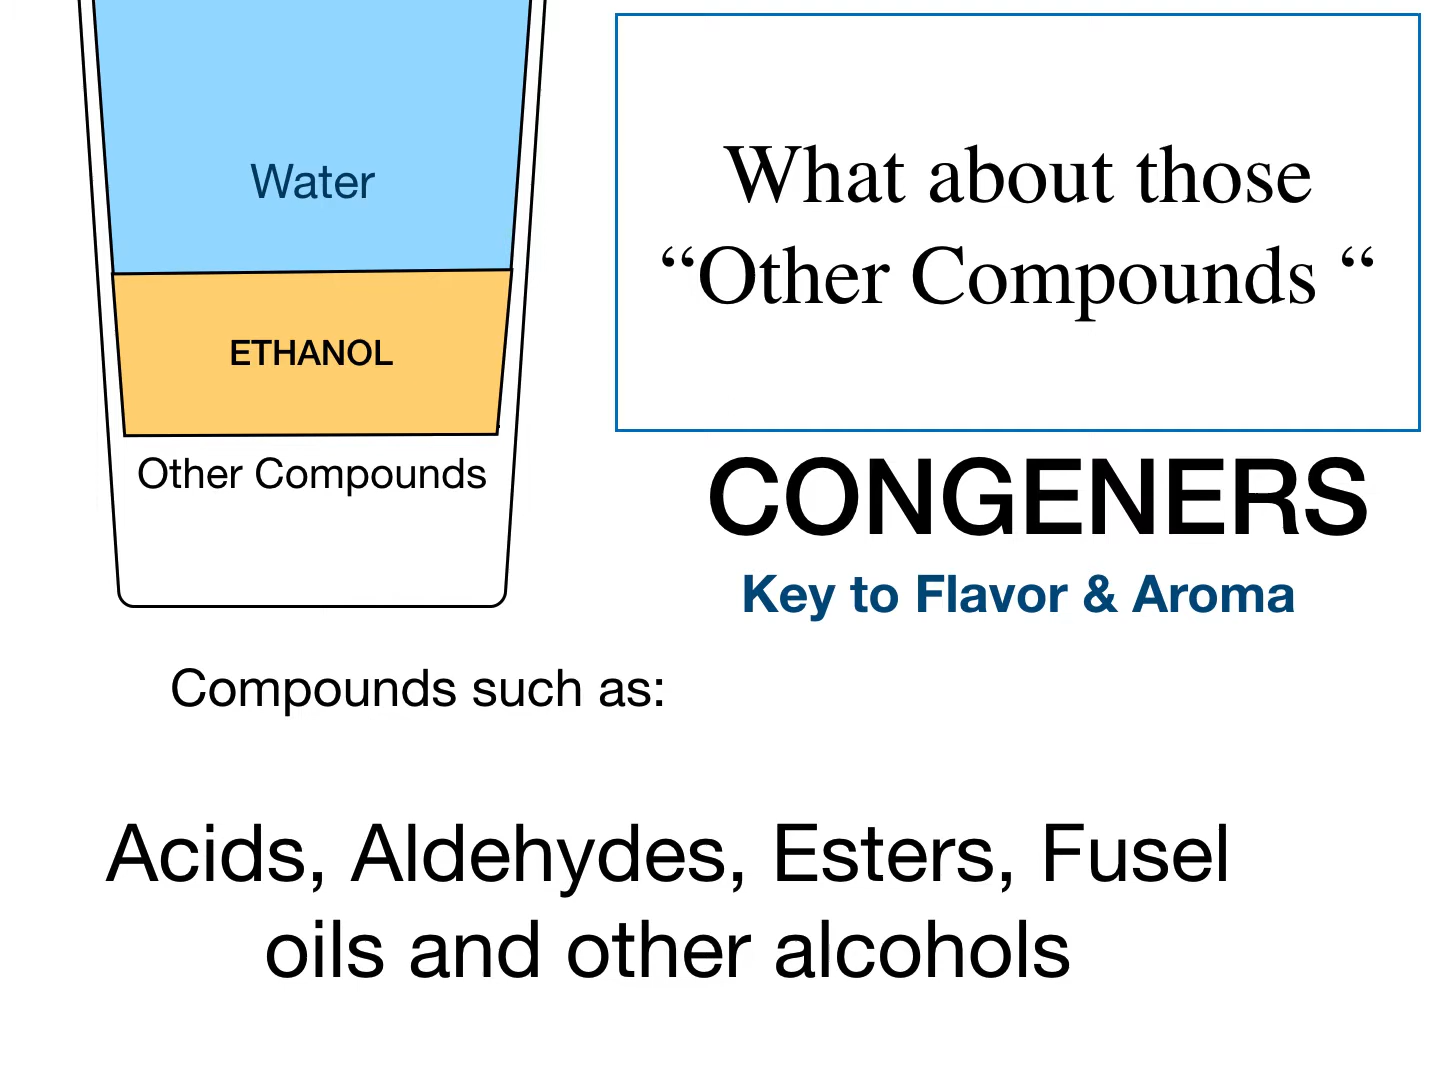 Water
ETHANOL
Other Compounds
What about those
“Other Compounds “
CONGENERS
Key to Flavor & Aroma
Compounds such as:
Acids, Aldehydes, Esters, Fusel
oils and other alcohols